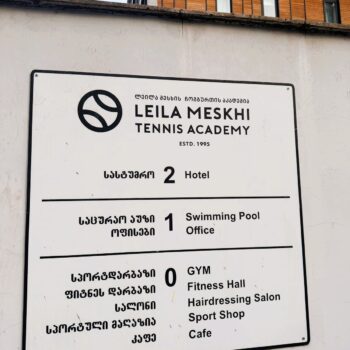 ლეილა მესხის ჩოგბურთის აკადემია
LEILA MESKHI
TENNIS ACADEMY
ESTD. 1995
სასტუმრო 2 Hotel
საცურაო აუზი 1 Swimming Pool
ოფისები Office
სპორტდარბაზი 0 GYM
ფიტნეს დარბაზი Fitness Hall
სალონი Hairdressing Salon
სპორტული მაღაზია Sport Shop
კაფე Cafe